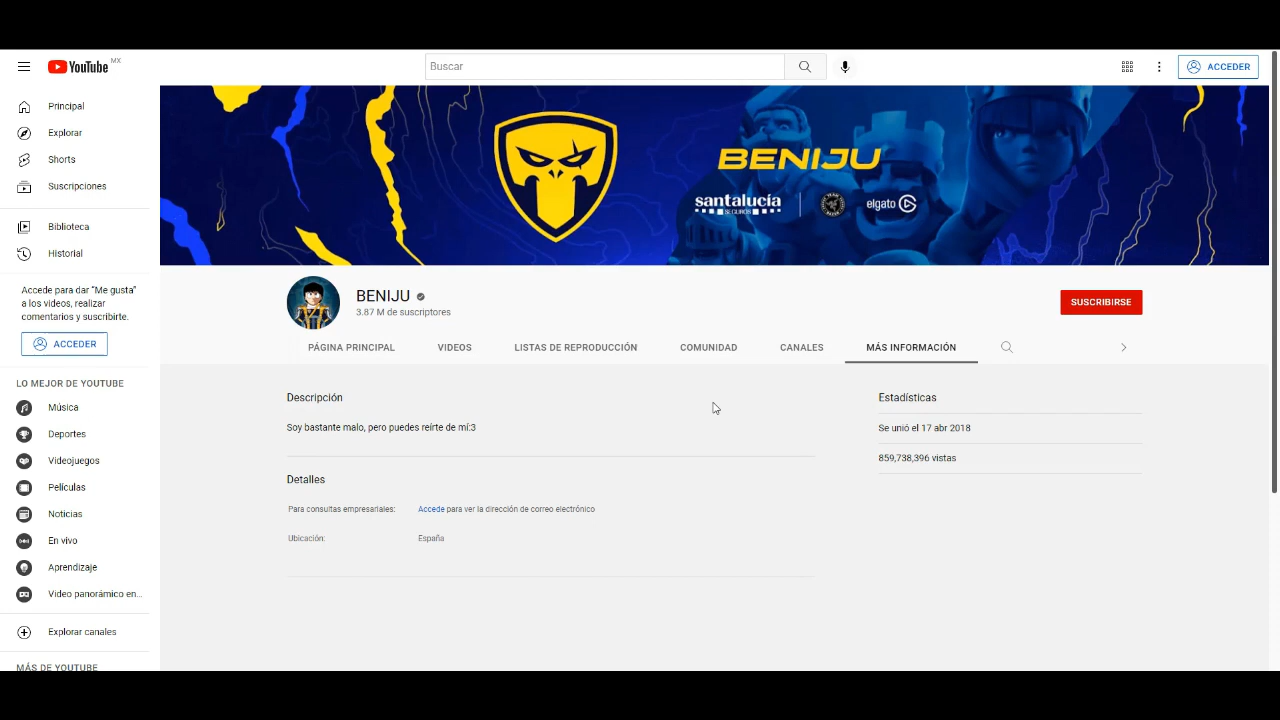 YouTube MX
Buscar
ACCEDER
Principal
Explorar
Shorts
Suscripciones
Biblioteca
Historial
Accede para dar “Me gusta”
a los videos, realizar
comentarios y suscribirte.
ACCEDER
LO MEJOR DE YOUTUBE
Música
Deportes
Videojuegos
Películas
Noticias
En vivo
Aprendizaje
Video panorámico en...
Explorar canales
MÁS DE YOUTUBE
BENIJU
santalucía
SEGUROS
elgato
BENIJU
3.87 M de suscriptores
SUSCRIBIRSE
PÁGINA PRINCIPAL
VIDEOS
LISTAS DE REPRODUCCIÓN
COMUNIDAD
CANALES
MÁS INFORMACIÓN
Descripción
Soy bastante malo, pero puedes reírte de mí:3
Detalles
Para consultas empresariales: Accede para ver la dirección de correo electrónico
Ubicación: España
Estadísticas
Se unió el 17 abr 2018
859,738,396 vistas